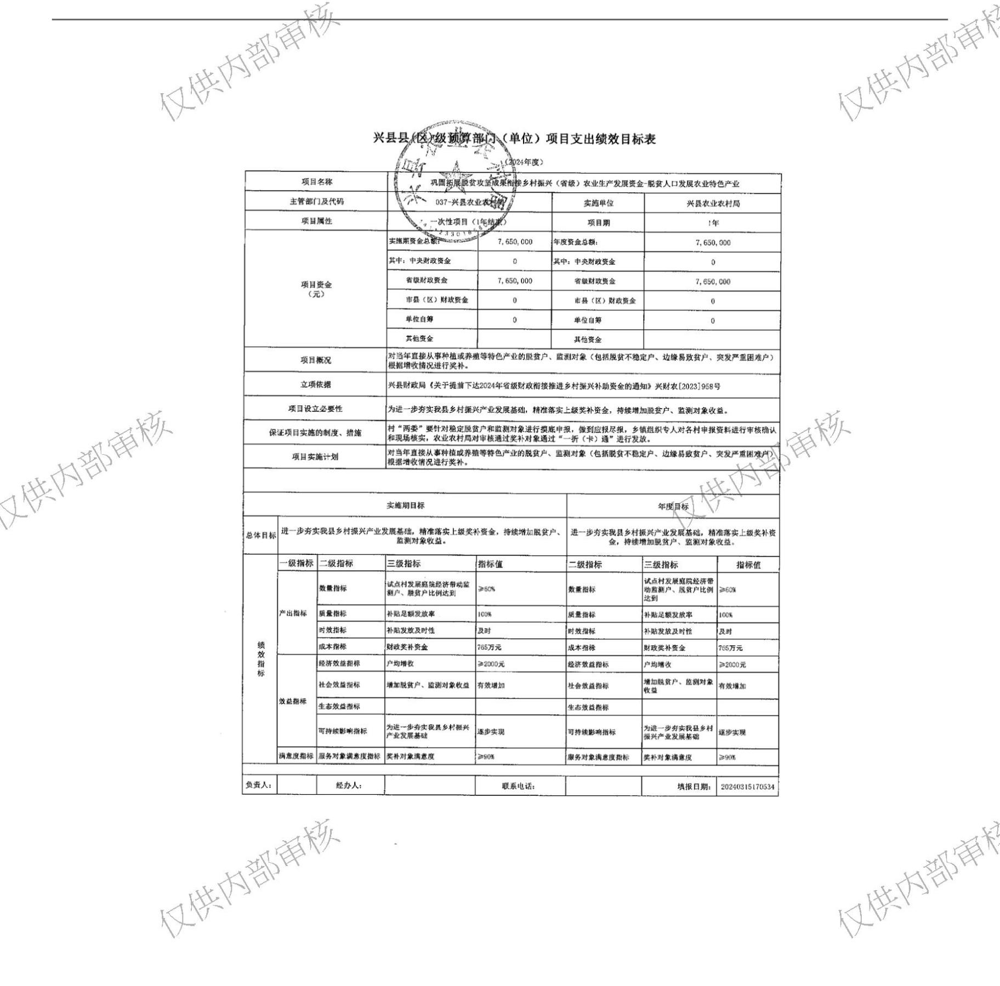 兴县县(区)级预算部门（单位）项目支出绩效目标表
（2024年度）
项目名称 巩固拓展脱贫攻坚成果衔接乡村振兴（省级）农业生产发展资金-脱贫人口发展农业特色产业
主管部门及代码 037-兴县农业农村局 实施单位 兴县农业农村局
项目属性 一次性项目（1年结束） 项目期 1年
项目资金
（元）
实施期资金总额： 7,650,000 年度资金总额： 7,650,000
其中：中央财政资金 0 其中：中央财政资金 0
省级财政资金 7,650,000 省级财政资金 7,650,000
市县（区）财政资金 0 市县（区）财政资金 0
单位自筹 0 单位自筹 0
其他资金 其他资金
项目概况 对当年直接从事种植或养殖等特色产业的脱贫户、监测对象（包括脱贫不稳定户、边缘易致贫户、突发严重困难户）
根据增收情况进行奖补。
立项依据 兴县财政局《关于提前下达2024年省级财政衔接推进乡村振兴补助资金的通知》兴财农[2023]958号
项目设立必要性 为进一步夯实我县乡村振兴产业发展基础，精准落实上级奖补资金，持续增加脱贫户、监测对象收益。
保证项目实施的制度、措施 村“两委”要针对稳定脱贫户和监测对象进行摸底申报，做到应报尽报，乡镇组织专人对各村申报资料进行审核确认
和现场核实，农业农村局对审核通过奖补对象通过“一折（卡）通”进行发放。
项目实施计划 对当年直接从事种植或养殖等特色产业的脱贫户、监测对象（包括脱贫不稳定户、边缘易致贫户、突发严重困难户）
根据增收情况进行奖补。
实施期目标 年度目标
总体目标 进一步夯实我县乡村振兴产业发展基础，精准落实上级奖补资金，持续增加脱贫户、
监测对象收益。
进一步夯实我县乡村振兴产业发展基础，精准落实上级奖补资
金，持续增加脱贫户、监测对象收益。
绩效指标
一级指标 二级指标 三级指标 指标值 二级指标 三级指标 指标值
产出指标
数量指标 试点村发展庭院经济带动监
测户、脱贫户比例达到 ≥60% 数量指标 试点村发展庭院经济带
动监测户、脱贫户比例
达到 ≥60%
质量指标 补贴足额发放率 100% 质量指标 补贴足额发放率 100%
时效指标 补贴发放及时性 及时 时效指标 补贴发放及时性 及时
成本指标 财政奖补资金 765万元 成本指标 财政奖补资金 765万元
效益指标
经济效益指标 户均增收 ≥2000元 经济效益指标 户均增收 ≥2000元
社会效益指标 增加脱贫户、监测对象收益 有效增加 社会效益指标 增加脱贫户、监测对象
收益 有效增加
生态效益指标 生态效益指标
可持续影响指标 为进一步夯实我县乡村振兴
产业发展基础 逐步实现 可持续影响指标 为进一步夯实我县乡村
振兴产业发展基础 逐步实现
满意度指标 服务对象满意度指标 奖补对象满意度 ≥90% 服务对象满意度指标 奖补对象满意度 ≥90%
负责人： 经办人： 联系电话： 填报日期： 20240315170534
兴县农业农村局
仅供内部审核
仅供内部审核
仅供内部审核
仅供内部审核
仅供内部审核
仅供内部审核